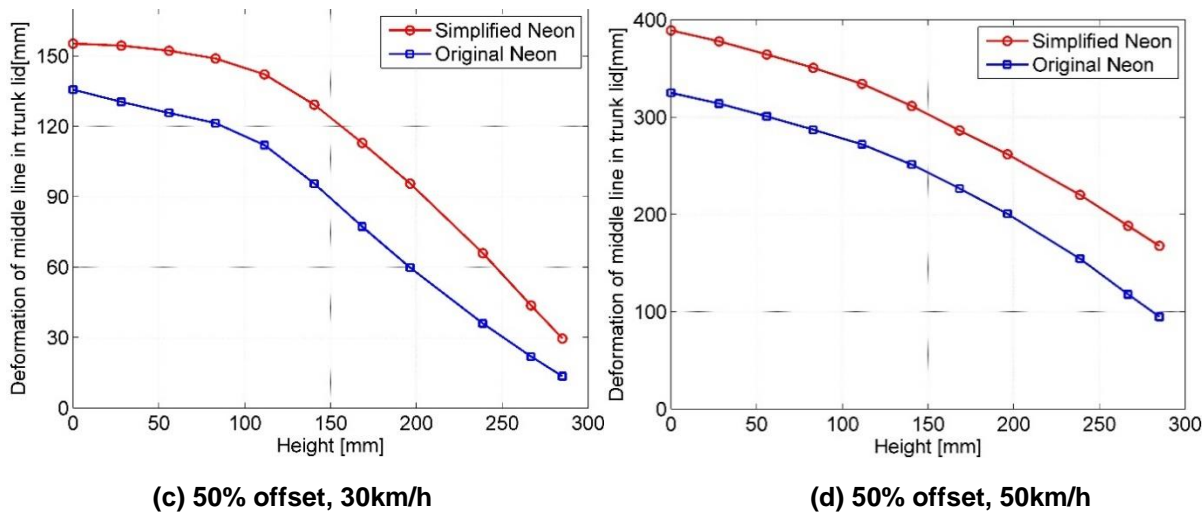 Deformation of middle line in trunk lid[mm]
150
120
90
60
30
0
Simplified Neon
Original Neon
0 50 100 150 200 250 300
Height [mm]
(c) 50% offset, 30km/h
Deformation of middle line in trunk lid[mm]
400
300
200
100
0
Simplified Neon
Original Neon
0 50 100 150 200 250 300
Height [mm]
(d) 50% offset, 50km/h